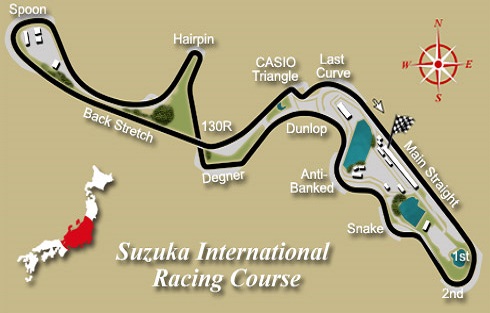 Spoon
Hairpin
CASIO
Triangle
Last
Curve
N
W
E
S
Back Stretch
130R
Degner
Dunlop
Anti-
Banked
Main Straight
Snake
1st
2nd
Suzuka International
Racing Course